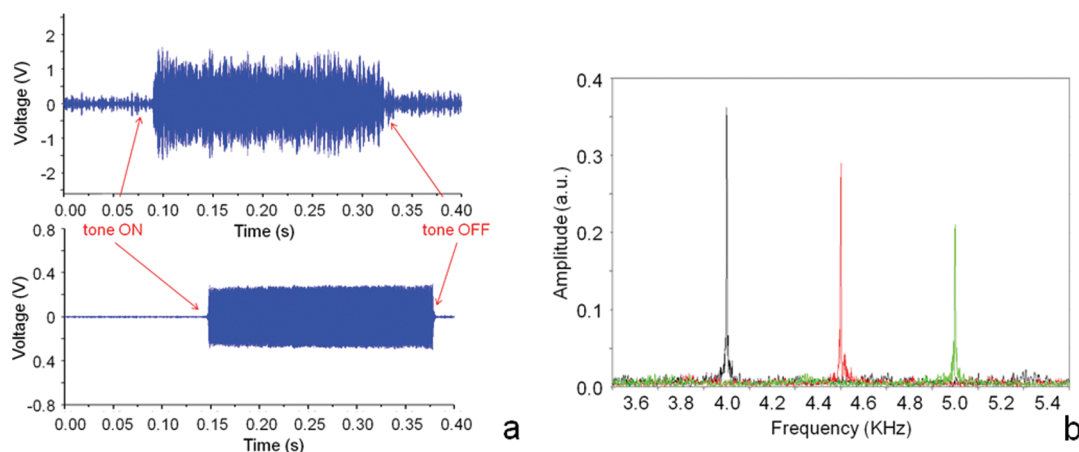 Voltage (V)
2
1
0
-1
-2
0.00 0.05 0.10 0.15 0.20 0.25 0.30 0.35 0.40
Time (s)
tone ON
tone OFF
Voltage (V)
0.8
0.4
0
0.4
-0.8
0.00 0.05 0.10 0.15 0.20 0.25 0.30 0.35 0.40
Time (s)
a
Amplitude (a.u.)
0.4
0.3
0.2
0.1
0.0
3.6 4.0 4.2 4.4 4.6 4.8 5.0 5.2 5.4
Frequency (KHz)
b